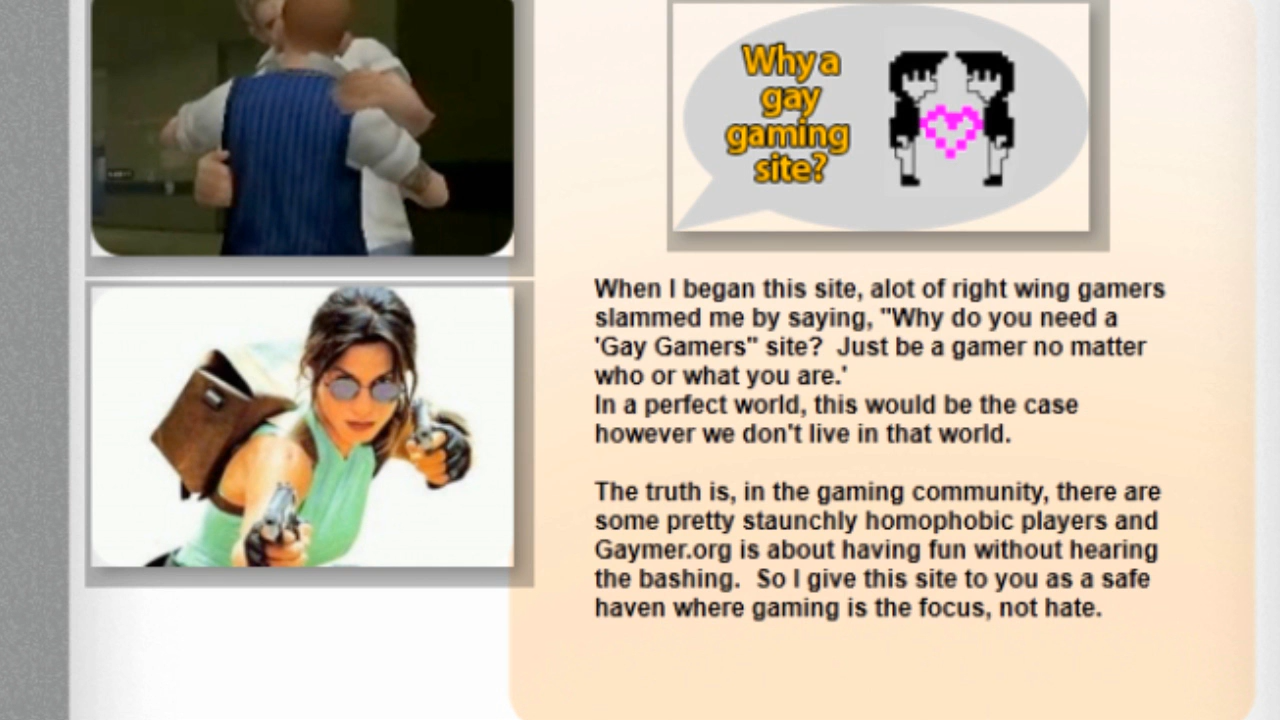 Why a
gay
gaming
site?
When I began this site, alot of right wing gamers
slammed me by saying, "Why do you need a
'Gay Gamers" site?  Just be a gamer no matter
who or what you are.'
In a perfect world, this would be the case
however we don't live in that world.
The truth is, in the gaming community, there are
some pretty staunchly homophobic players and
Gaymer.org is about having fun without hearing
the bashing.  So I give this site to you as a safe
haven where gaming is the focus, not hate.